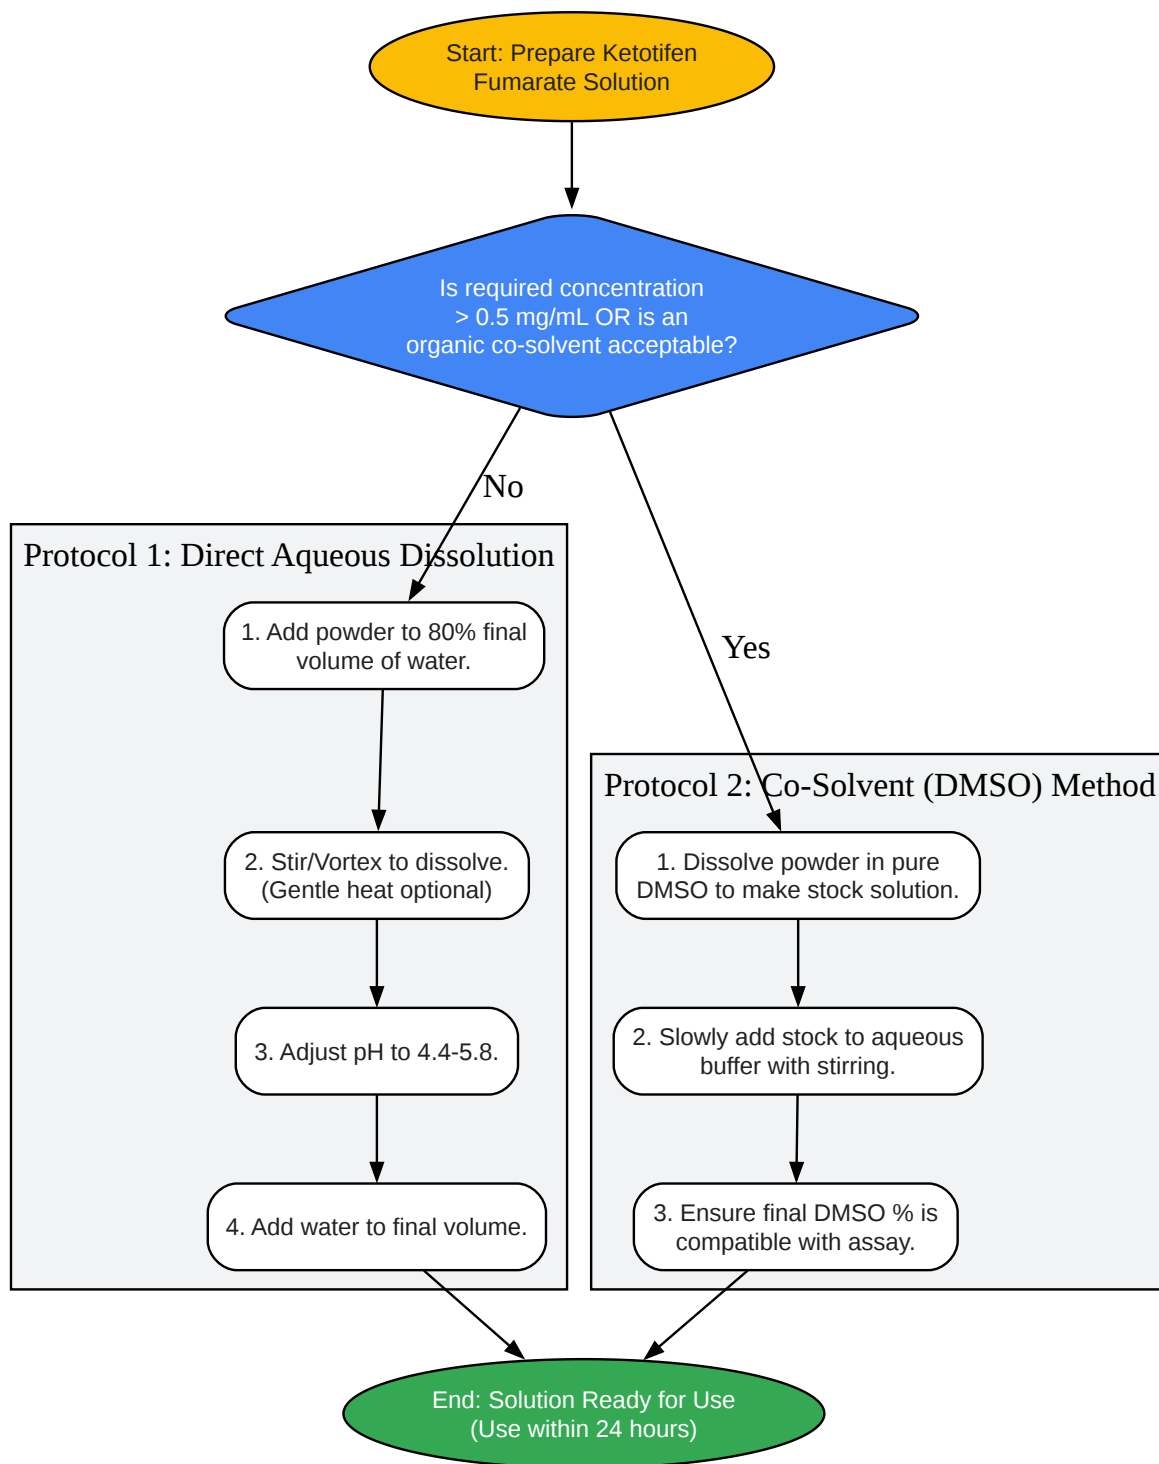 Start: Prepare Ketotifen
Fumarate Solution
Is required concentration
> 0.5 mg/mL OR is an
organic co-solvent acceptable?
No
Yes
Protocol 1: Direct Aqueous Dissolution
1. Add powder to 80% final
volume of water.
2. Stir/Vortex to dissolve.
(Gentle heat optional)
3. Adjust pH to 4.4-5.8.
4. Add water to final volume.
Protocol 2: Co-Solvent (DMSO) Method
1. Dissolve powder in pure
DMSO to make stock solution.
2. Slowly add stock to aqueous
buffer with stirring.
3. Ensure final DMSO % is
compatible with assay.
End: Solution Ready for Use
(Use within 24 hours)